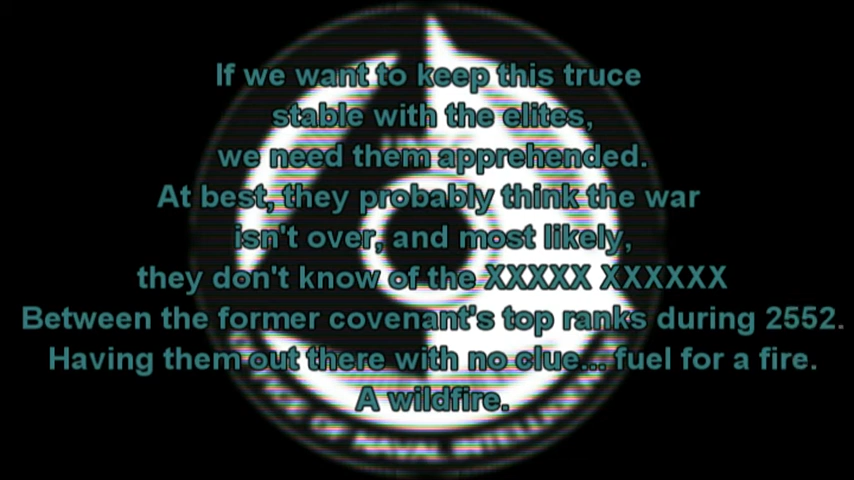 If we want to keep this truce
stable with the elites,
we need them apprehended.
At best, they probably think the war
isn't over, and most likely,
they don't know of the XXXXX XXXXXX
Between the former covenant's top ranks during 2552.
Having them out there with no clue... fuel for a fire.
A wildfire.
OF NAVAL